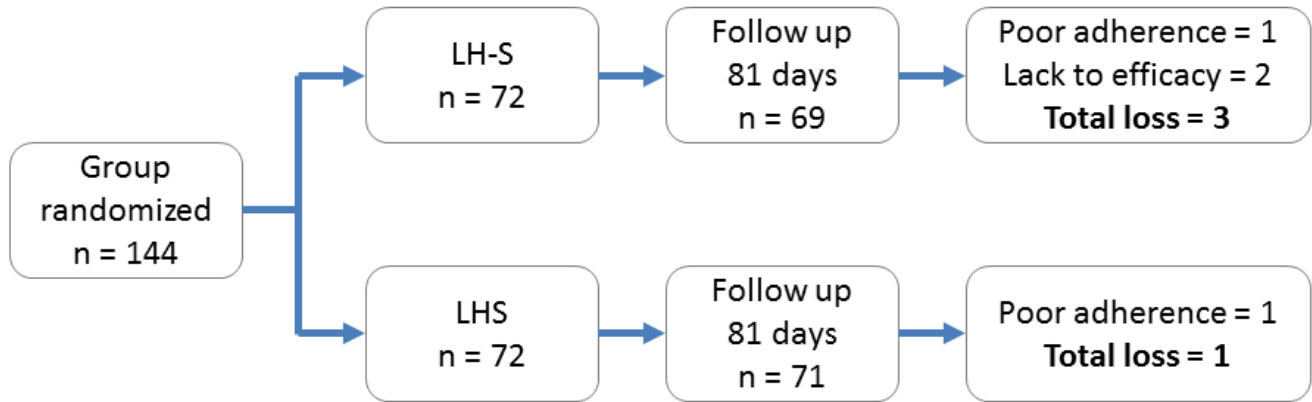 Group
randomized
n = 144
LH-S
n = 72
Follow up
81 days
n = 69
Poor adherence = 1
Lack to efficacy = 2
Total loss = 3
LHS
n = 72
Follow up
81 days
n = 71
Poor adherence = 1
Total loss = 1